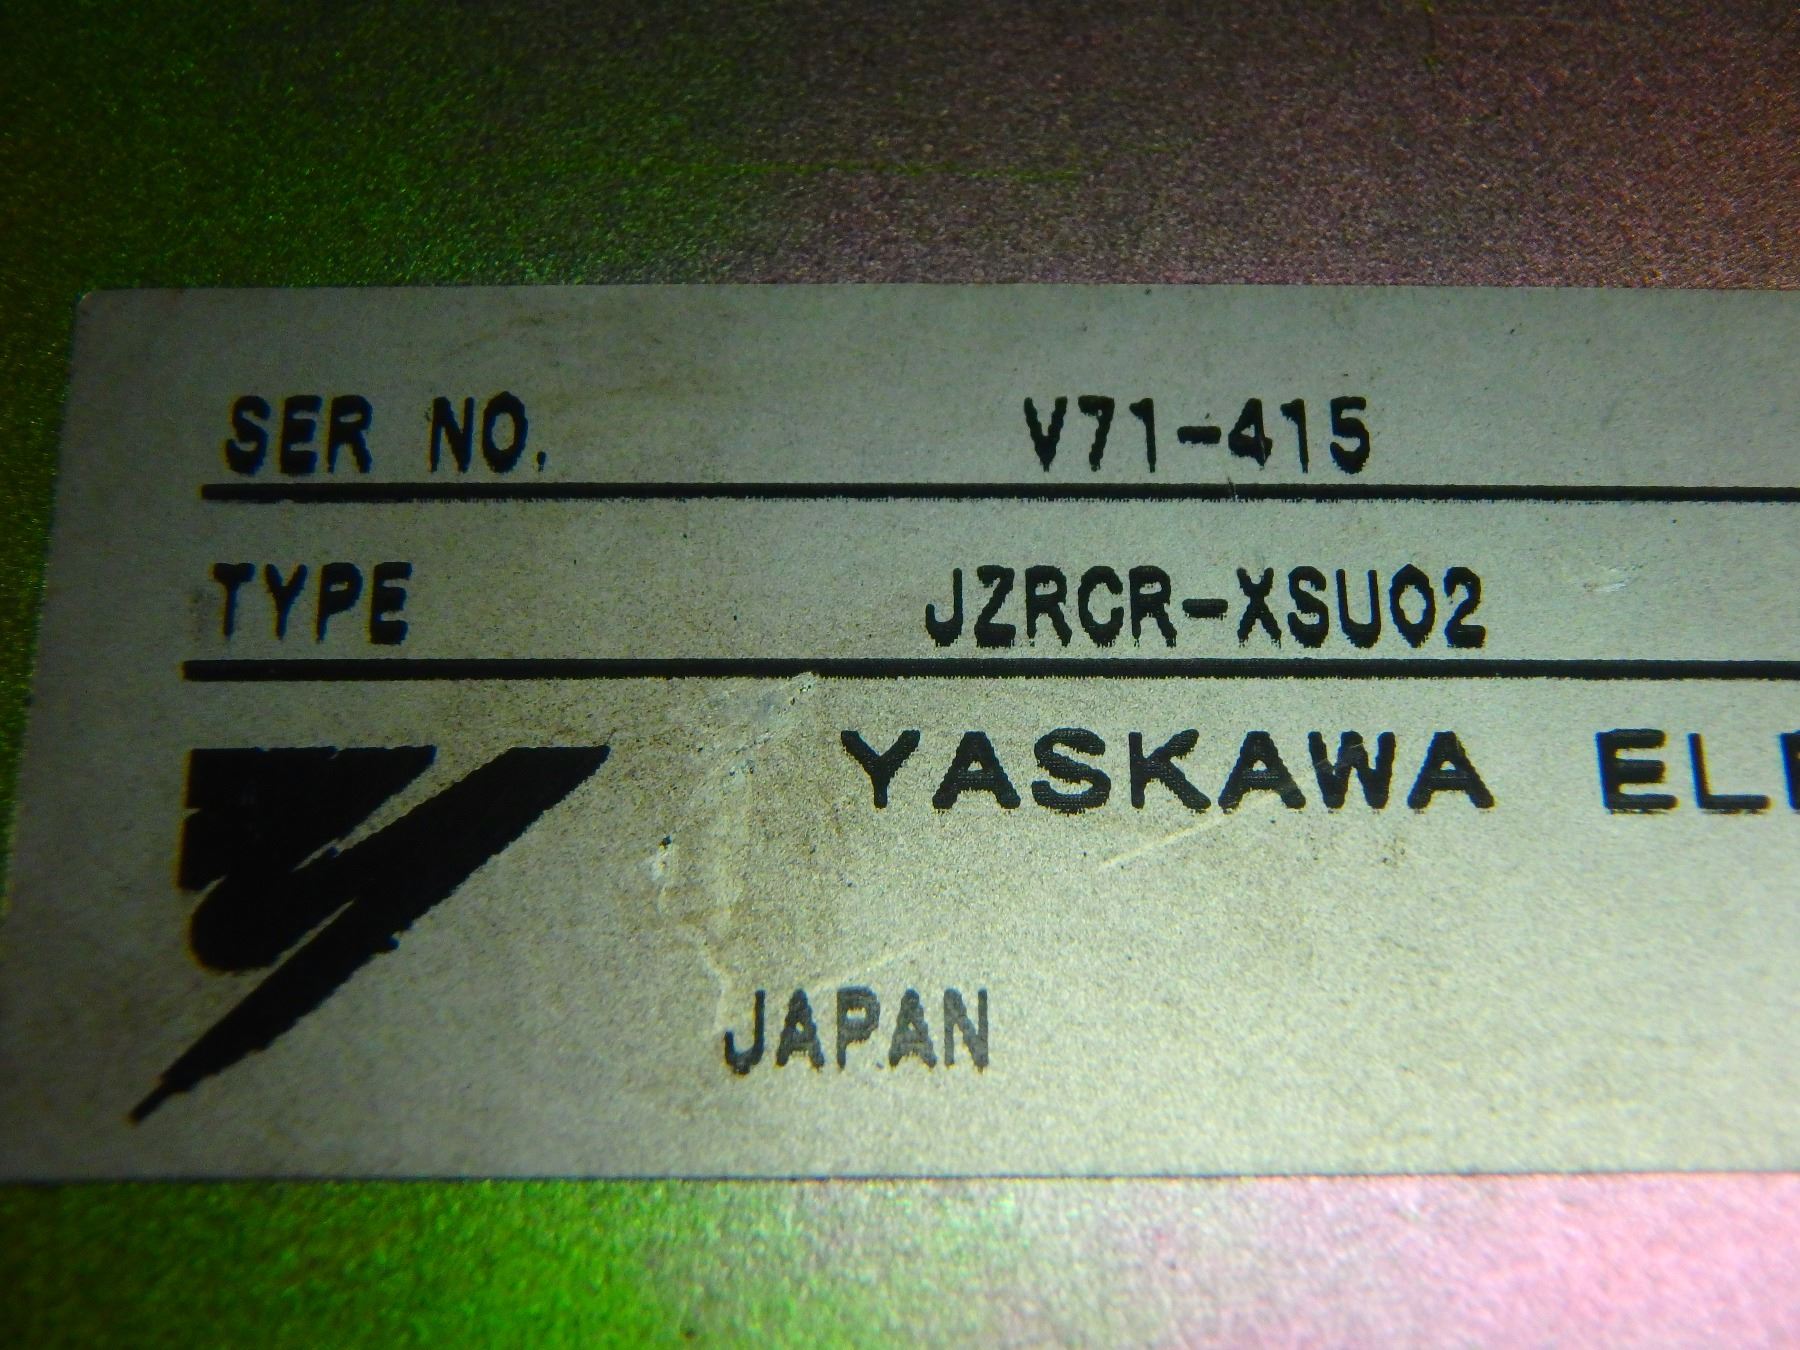 SER NO. V71-415
TYPE JZRCR-XSU02
YASKAWA
JAPAN